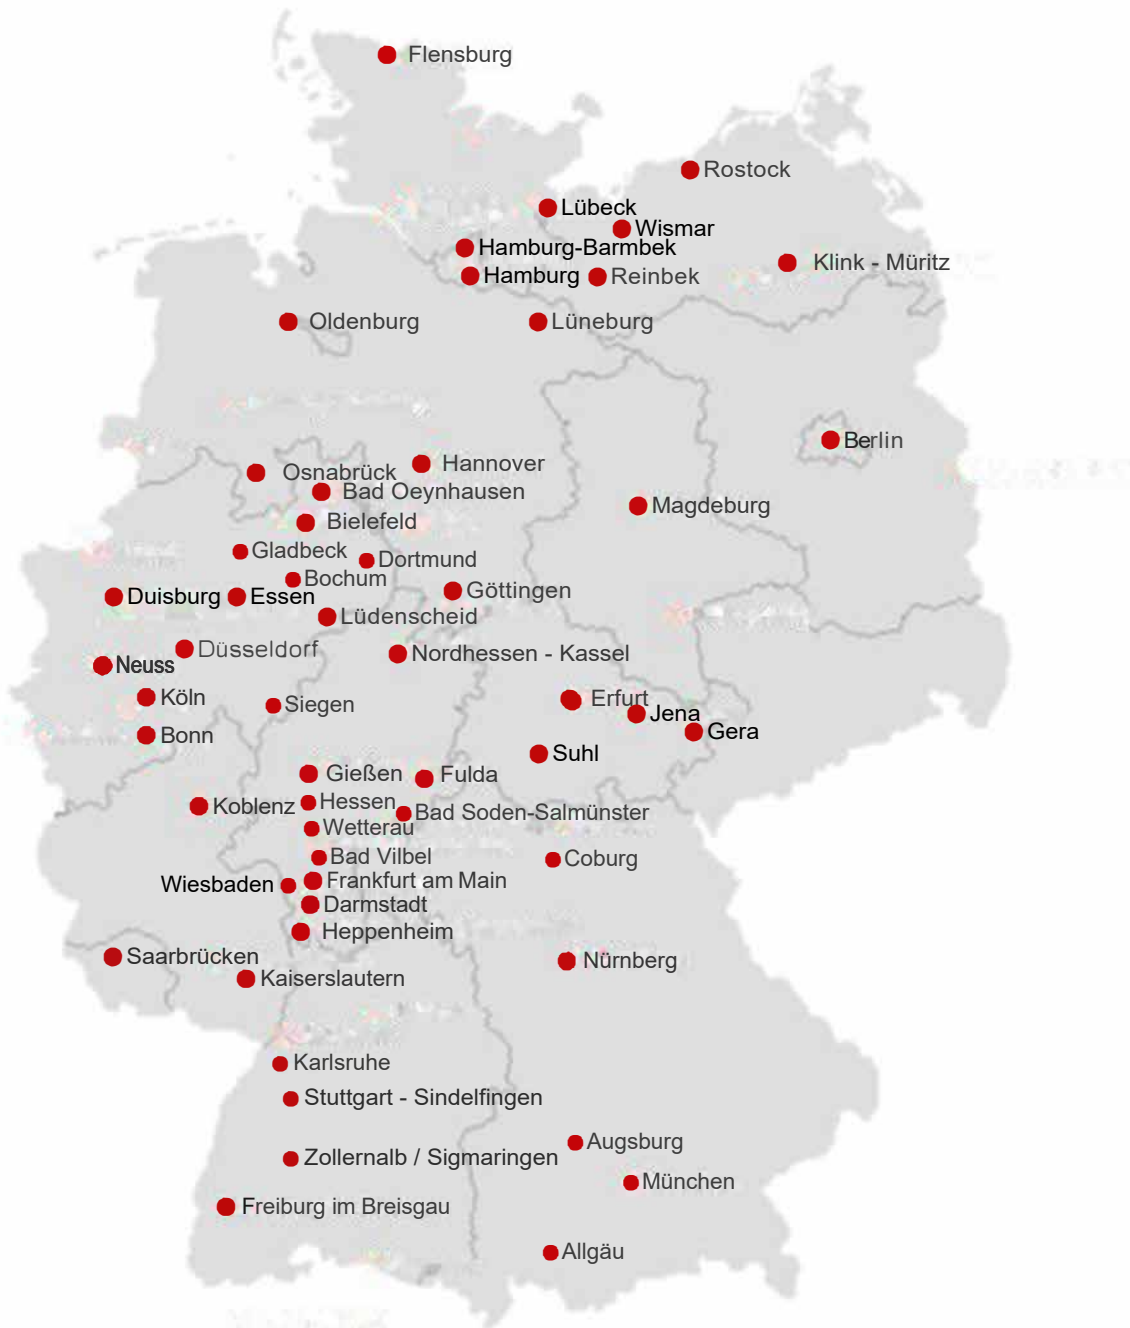 Flensburg
Rostock
Lübeck
Wismar
Hamburg-Barmbek
Klink - Müritz
Hamburg
Reinbek
Oldenburg
Lüneburg
Berlin
Hannover
Osnabrück
Bad Oeynhausen
Magdeburg
Bielefeld
Gladbeck
Dortmund
Bochum
Göttingen
Duisburg
Essen
Lüdenscheid
Düsseldorf
Nordhessen - Kassel
Neuss
Köln
Siegen
Erfurt
Jena
Gera
Bonn
Suhl
Gießen
Fulda
Hessen
Koblenz
Bad Soden-Salmünster
Wetterau
Bad Vilbel
Coburg
Wiesbaden
Frankfurt am Main
Darmstadt
Heppenheim
Saarbrücken
Nürnberg
Kaiserslautern
Karlsruhe
Stuttgart - Sindelfingen
Augsburg
Zollernalb / Sigmaringen
München
Freiburg im Breisgau
Allgäu